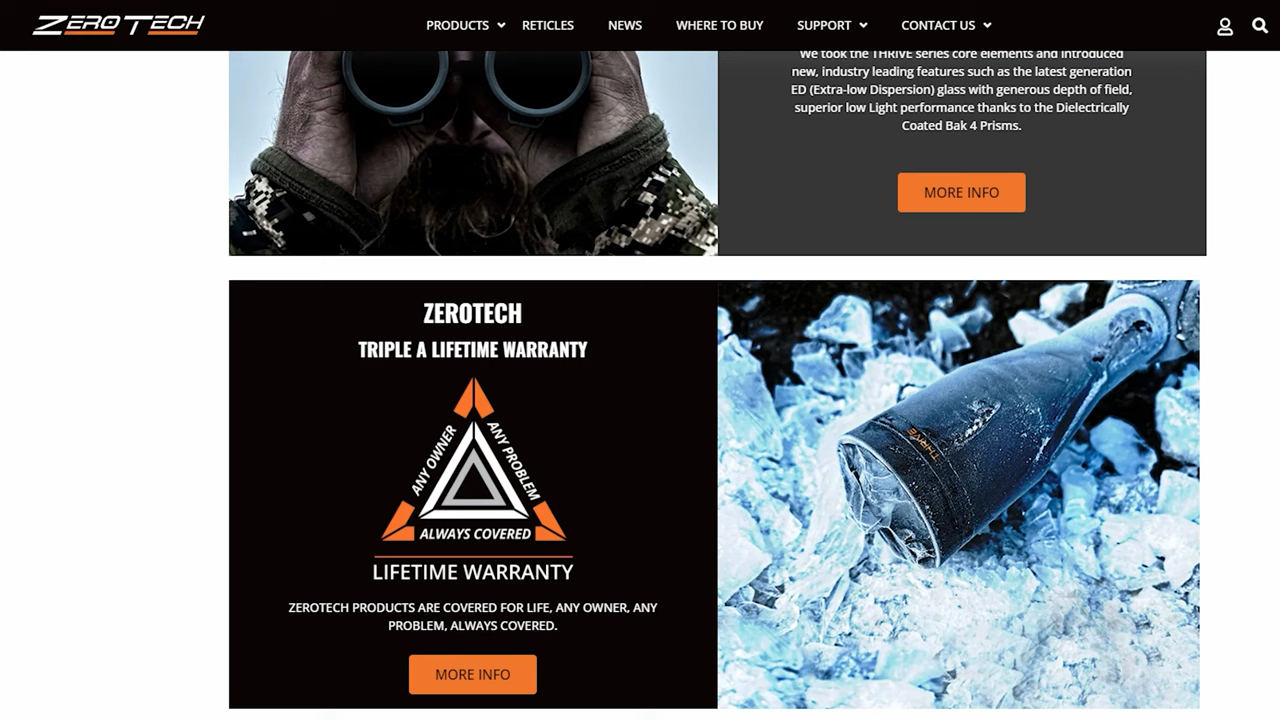 ZEROTECH
PRODUCTS
RETICLES
NEWS
WHERE TO BUY
SUPPORT
CONTACT US
We took the THRIVE series core elements and introduced
new, industry leading features such as the latest generation
ED (Extra-low Dispersion) glass with generous depth of field,
superior low Light performance thanks to the Dielectrically
Coated Bak 4 Prisms.
MORE INFO
ZEROTECH
TRIPLE A LIFETIME WARRANTY
ANY OWNER
ANY PROBLEM
ALWAYS COVERED
LIFETIME WARRANTY
ZEROTECH PRODUCTS ARE COVERED FOR LIFE, ANY OWNER, ANY
PROBLEM, ALWAYS COVERED.
MORE INFO
THRIVE